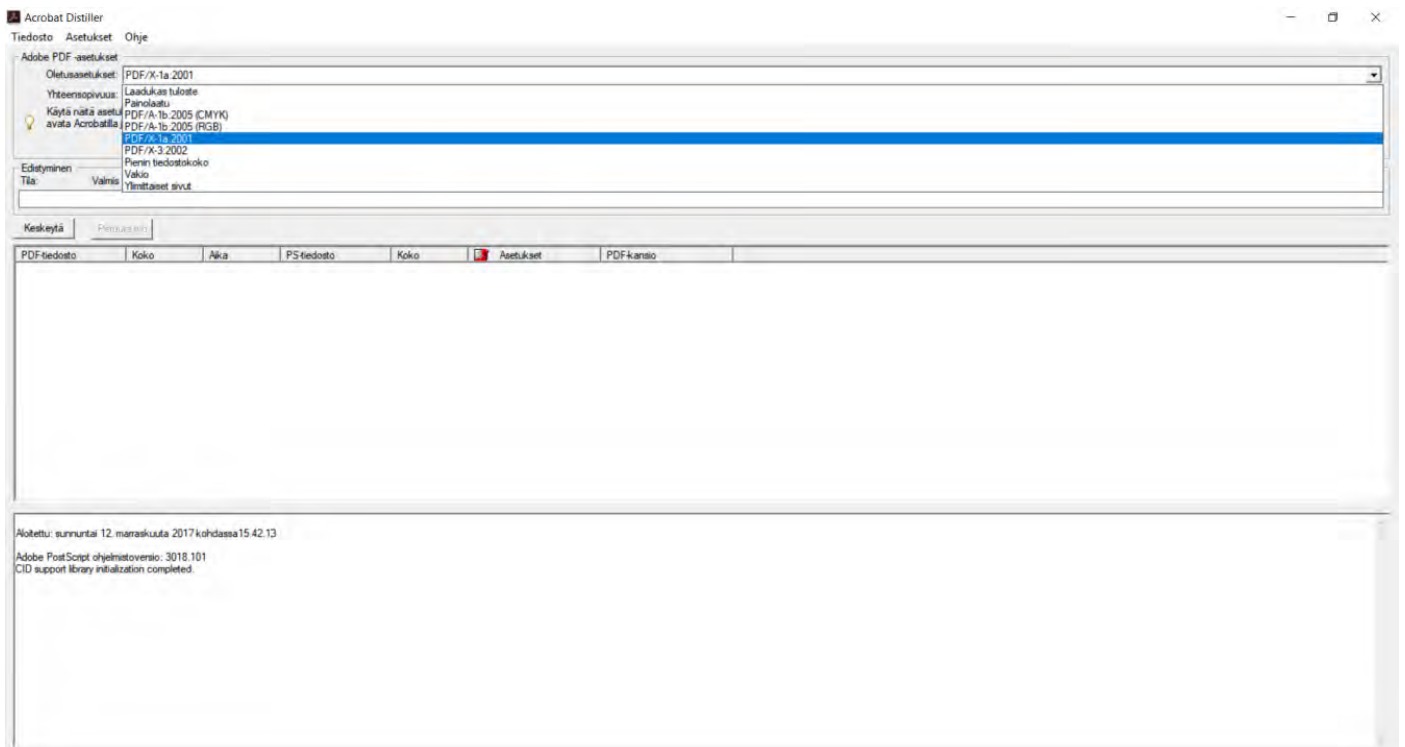 Acrobat Distiller
Tiedosto Asetukset Ohje
Adobe PDF -asetukset
Oletusasetukset: PDF/X-1a:2001
Yhteensopivuus:
Käytä näitä
avata Acrobatilla
Laadukas tuloste
Painolaatu
PDF/A-1b:2005 (CMYK)
PDF/A-1b:2005 (RGB)
PDF/X-1a:2001
PDF/X-3:2002
Pienin tiedostokoko
Vakio
Ylimittaiset sivut
Edistyminen
Tila: Valmis
Keskeytä
PDF-tiedosto Koko Aika PS-tiedosto Koko Asetukset PDF-kansio
Aloitettu: sunnuntai 12. marraskuuta 2017 kohdassa 15.42.13
Adobe PostScript ohjelmistoversio: 3018.101
CID support library initialization completed.